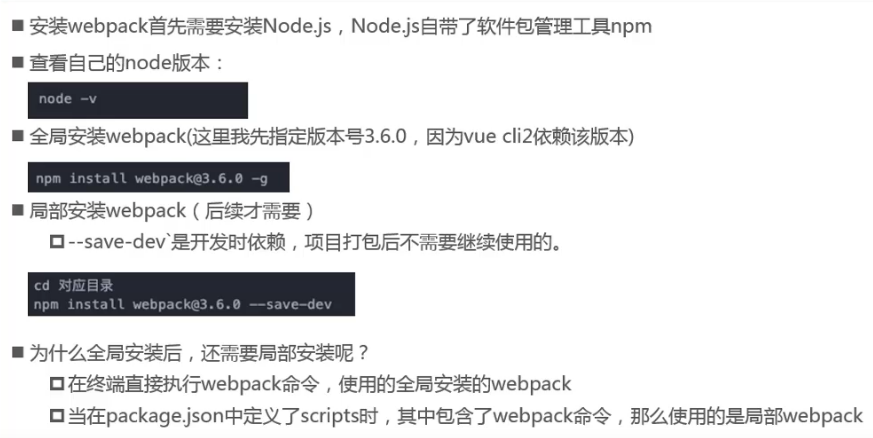 ■ 安装webpack首先需要安装Node.js，Node.js自带了软件包管理工具npm
■ 查看自己的node版本：
node -v
■ 全局安装webpack(这里我先指定版本号3.6.0，因为vue cli2依赖该版本)
npm install webpack@3.6.0 -g
■ 局部安装webpack（后续才需要）
--save-dev`是开发时依赖，项目打包后不需要继续使用的。
cd 对应目录
npm install webpack@3.6.0 --save-dev
■ 为什么全局安装后，还需要局部安装呢？
在终端直接执行webpack命令，使用的全局安装的webpack
当在package.json中定义了scripts时，其中包含了webpack命令，那么使用的是局部webpack